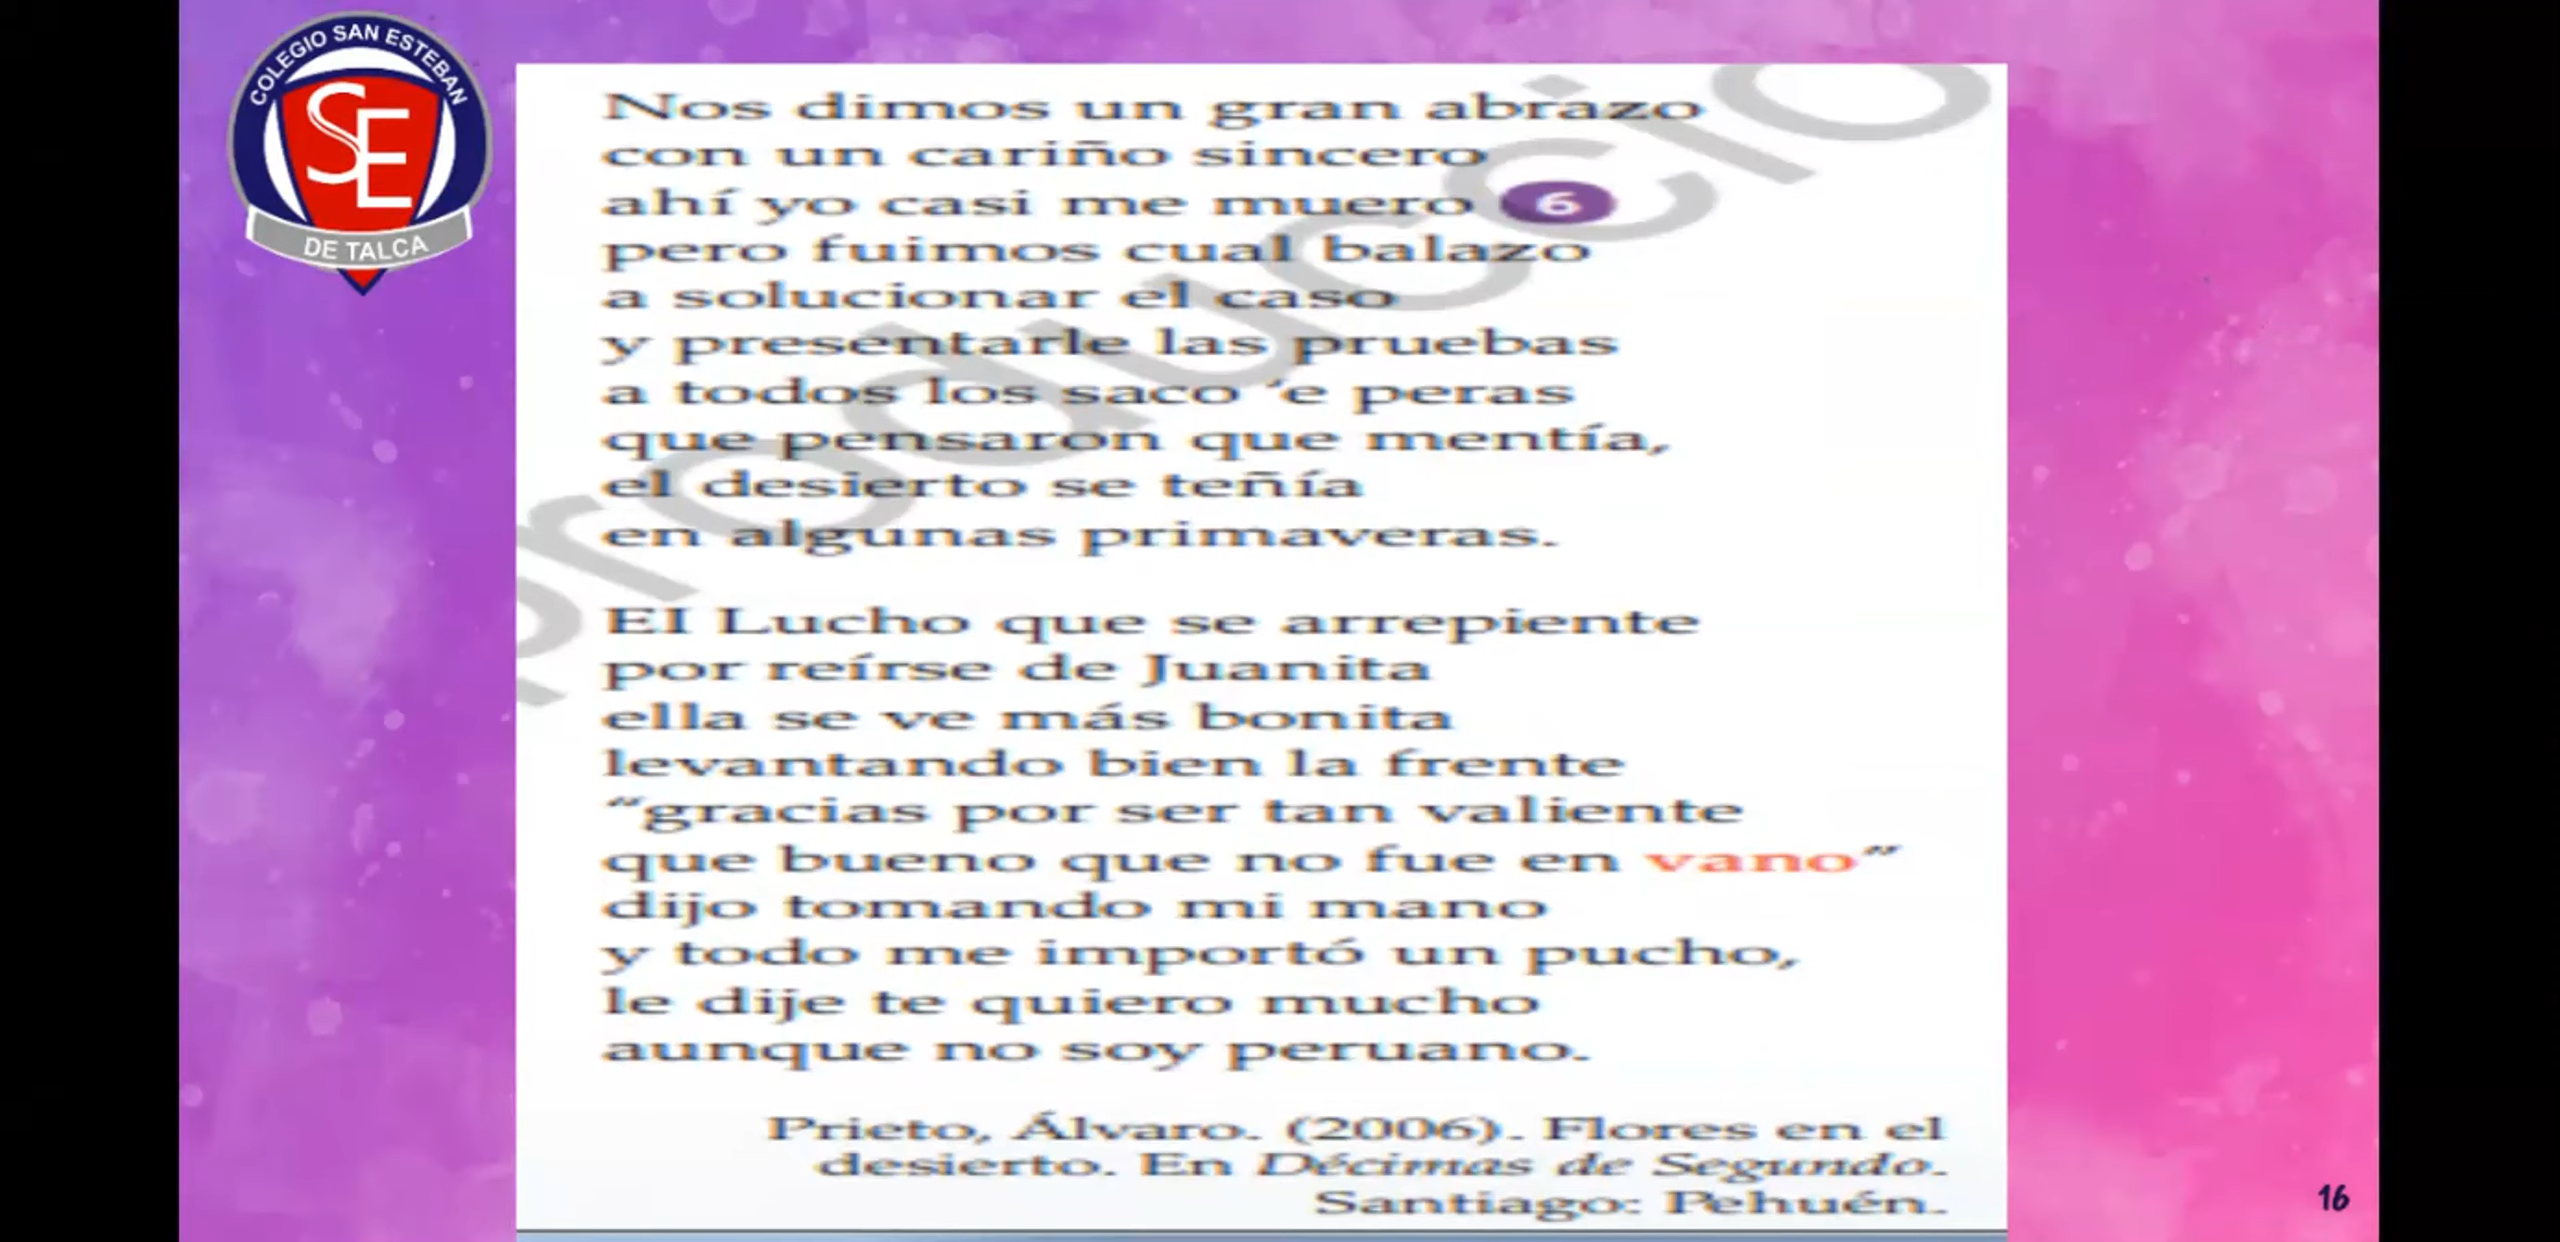 COLEGIO SAN ESTEBAN
SE
DE TALCA
Nos dimos un gran abrazo
con un cariño sincero
ahí yo casi me muero 6
pero fuimos cual balazo
a solucionar el caso
y presentarle las pruebas
a todos los saco 'e peras
que pensaron que mentía,
el desierto se teñía
en algunas primaveras.
El Lucho que se arrepiente
por reírse de Juanita
ella se ve más bonita
levantando bien la frente
“gracias por ser tan valiente
que bueno que no fue en vano”
dijo tomando mi mano
y todo me importó un pucho,
le dije te quiero mucho
aunque no soy peruano.
Prieto, Álvaro. (2006). Flores en el
desierto. En Décimas de Segundo.
Santiago: Pehuén.
16
producció